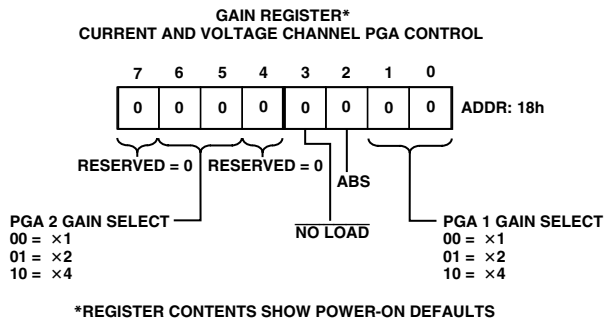 GAIN REGISTER*
CURRENT AND VOLTAGE CHANNEL PGA CONTROL
7 6 5 4 3 2 1 0
0 0 0 0 0 0 0 0 ADDR: 18h
RESERVED = 0 RESERVED = 0
ABS
NO LOAD
PGA 2 GAIN SELECT
00 = ×1
01 = ×2
10 = ×4
PGA 1 GAIN SELECT
00 = ×1
01 = ×2
10 = ×4
*REGISTER CONTENTS SHOW POWER-ON DEFAULTS